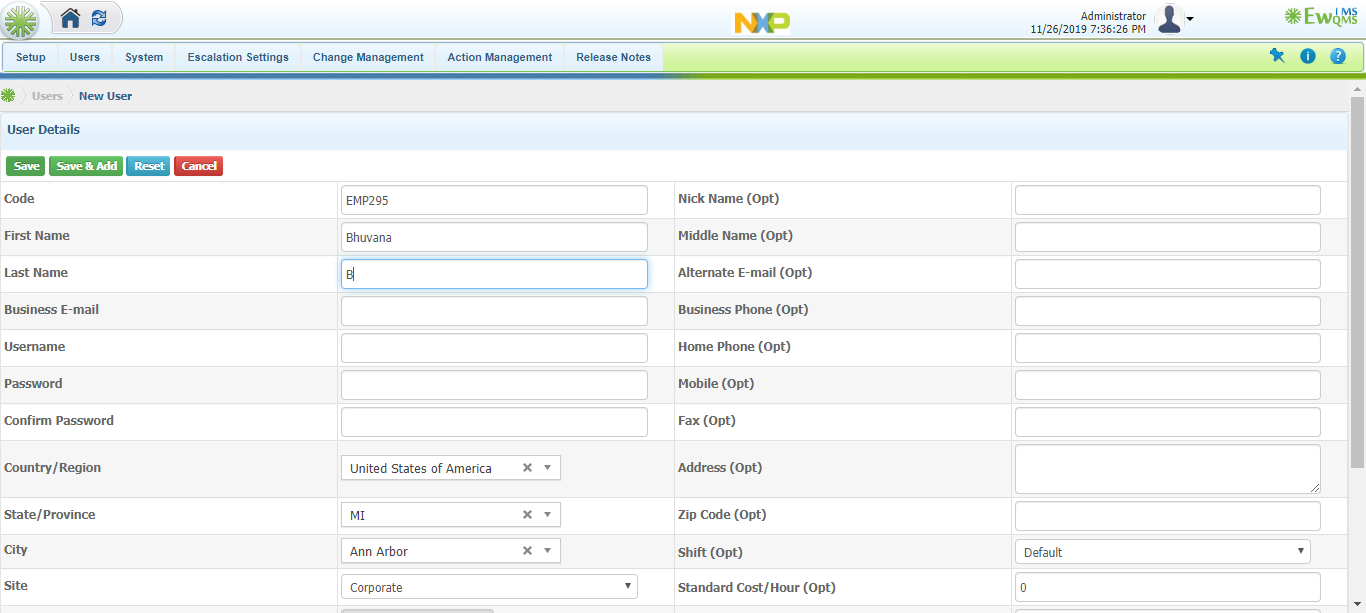 NXP
Administrator
11/26/2019 7:36:26 PM
EwQMS
iMS
Setup Users System Escalation Settings Change Management Action Management Release Notes
Users New User
User Details
Save Save & Add Reset Cancel
Code EMP295 Nick Name (Opt)
First Name Bhuvana Middle Name (Opt)
Last Name B Alternate E-mail (Opt)
Business E-mail Business Phone (Opt)
Username Home Phone (Opt)
Password Mobile (Opt)
Confirm Password Fax (Opt)
Country/Region United States of America Address (Opt)
State/Province MI Zip Code (Opt)
City Ann Arbor Shift (Opt) Default
Site Corporate Standard Cost/Hour (Opt) 0